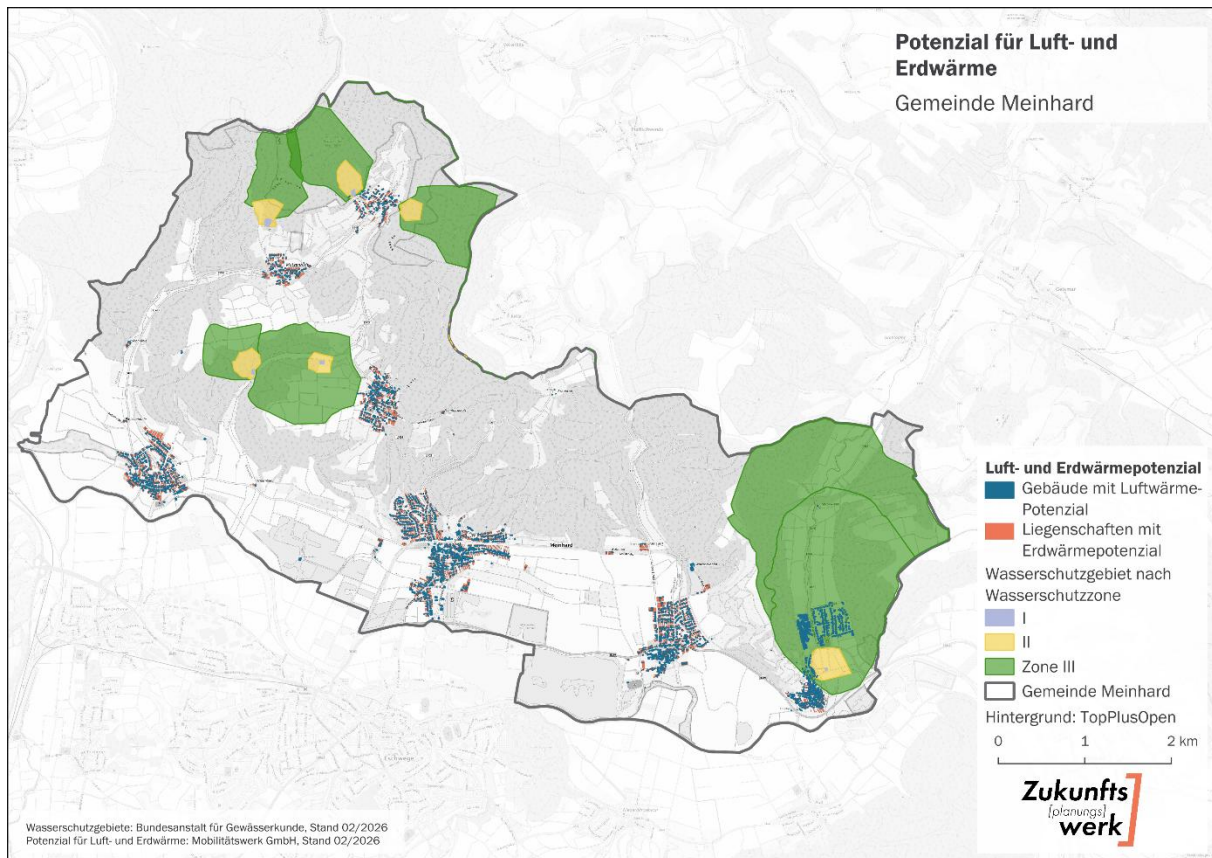 Potenzial für Luft- und
Erdwärme
Gemeinde Meinhard
Meinhard
Eschwege
Luft- und Erdwärmepotenzial
Gebäude mit Luftwärme-
Potenzial
Liegenschaften mit
Erdwärmepotenzial
Wasserschutzgebiet nach
Wasserschutzzone
I
II
Zone III
Gemeinde Meinhard
Hintergrund: TopPlusOpen
0 1 2 km
Zukunfts
[planungs]
werk
Wasserschutzgebiete: Bundesanstalt für Gewässerkunde, Stand 02/2026
Potenzial für Luft- und Erdwärme: Mobilitätswerk GmbH, Stand 02/2026